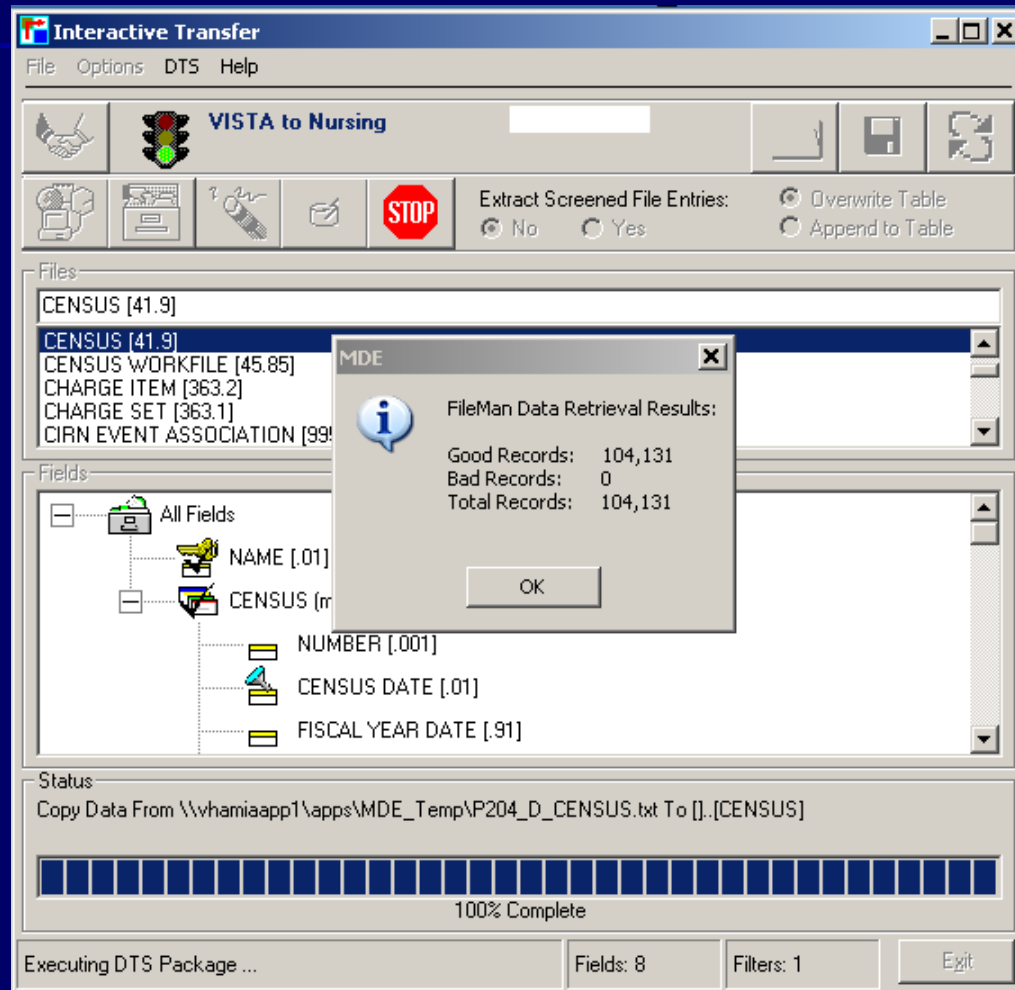 Interactive Transfer
File Options DTS Help
VISTA to Nursing
STOP
Extract Screened File Entries:
No Yes
Overwrite Table
Append to Table
Files
CENSUS [41.9]
CENSUS [41.9]
CENSUS WORKFILE [45.85]
CHARGE ITEM [363.2]
CHARGE SET [363.1]
CIRN EVENT ASSOCIATION
MDE
FileMan Data Retrieval Results:
Good Records: 104,131
Bad Records: 0
Total Records: 104,131
OK
Fields
All Fields
NAME [.01]
CENSUS
NUMBER [.001]
CENSUS DATE [.01]
FISCAL YEAR DATE [.91]
Status
Copy Data From \\vhamiaapp1\apps\MDE_Temp\P204_D_CENSUS.txt To []..[CENSUS]
100% Complete
Executing DTS Package ...
Fields: 8
Filters: 1
Exit